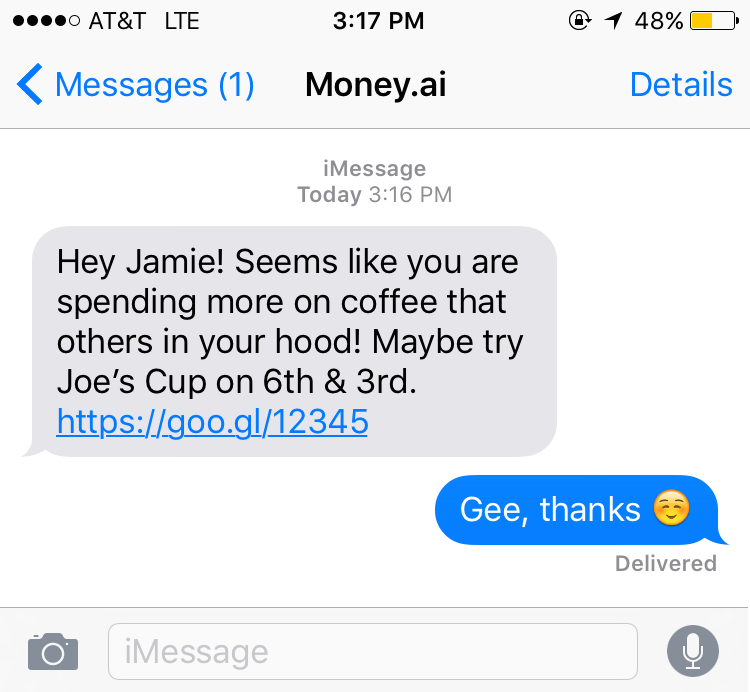 AT&T LTE 3:17 PM 48%
Messages (1) Money.ai Details
iMessage
Today 3:16 PM
Hey Jamie! Seems like you are
spending more on coffee that
others in your hood! Maybe try
Joe’s Cup on 6th & 3rd.
https://goo.gl/12345
Gee, thanks ☺️
Delivered
iMessage